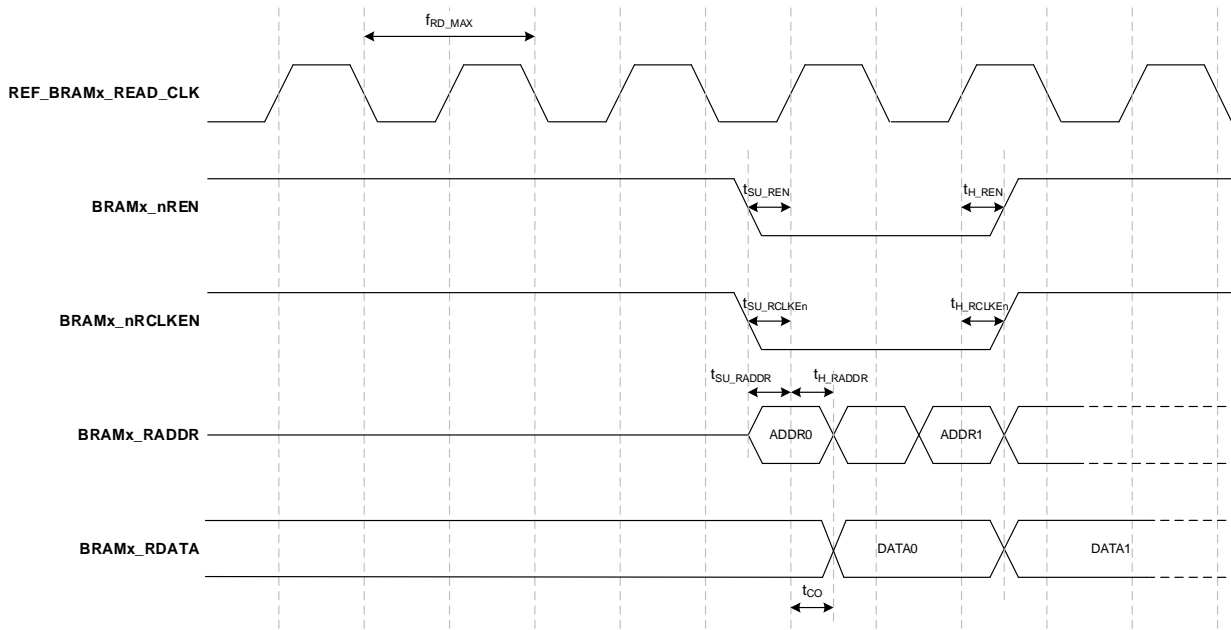 fRD_MAX
REF_BRAMx_READ_CLK
BRAMx_nREN
tSU_REN
tH_REN
BRAMx_nRCLKEN
tSU_RCLKEn
tH_RCLKEn
tSU_RADDR
tH_RADDR
BRAMx_RADDR
ADDR0
ADDR1
BRAMx_RDATA
DATA0
DATA1
tCO